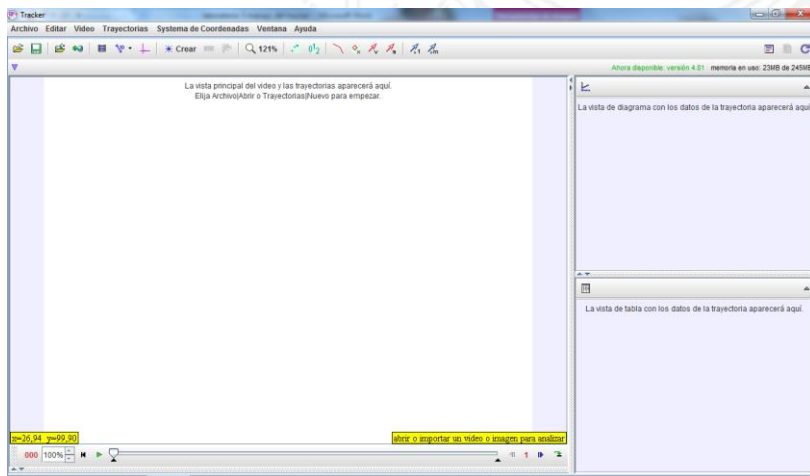 Tracker
Archivo Editar Video Trayectorias Systema de Coordenadas Ventana Ayuda
Crear 121%
Ahora disponible: versión 4.81 memoria en uso: 23MB de 245MB
La vista principal del video y las trayectorias aparecerá aquí.
Elija Archivo|Abrir o Trayectorias|Nuevo para empezar.
La vista de diagrama con los datos de la trayectoria aparecerá aquí
La vista de tabla con los datos de la trayectoria aparecerá aquí.
x=26,94 y=99,90
abrir o importar un video o imagen para analizar
000 100% 1